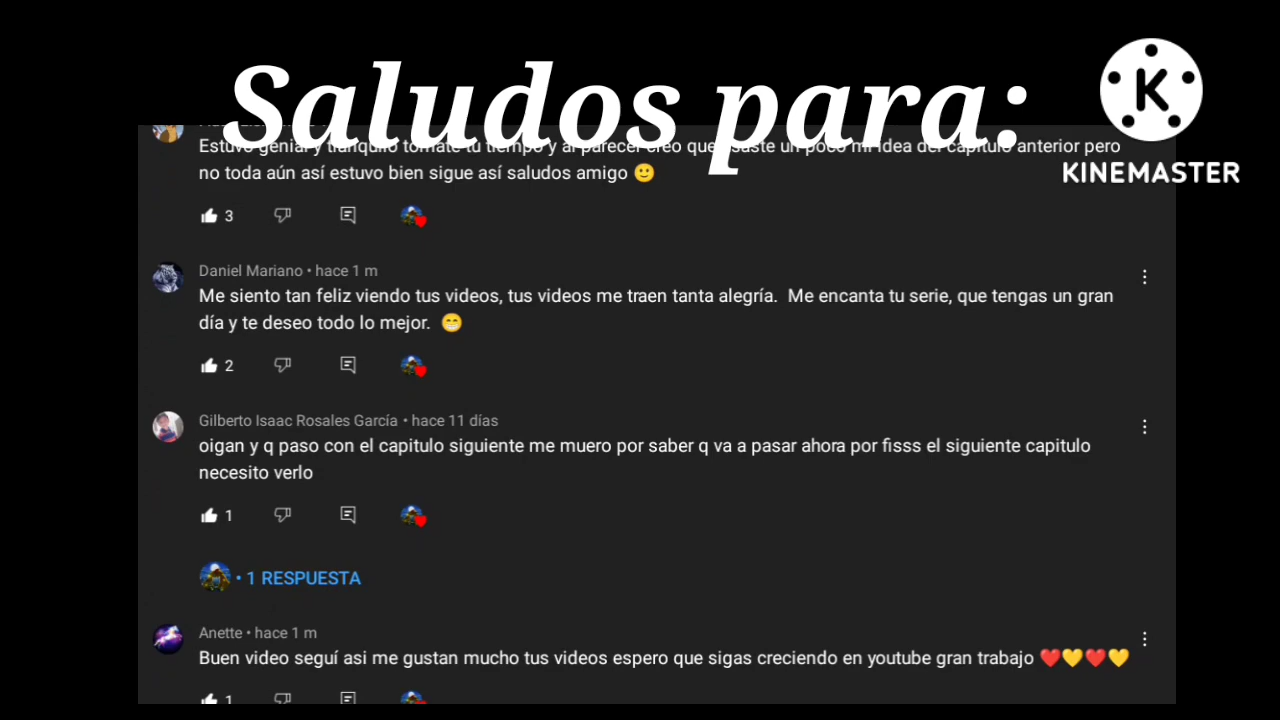 Saludos para:
KINEMASTER
Estuvo genial y tranquilo tómate tu tiempo y al parecer creo que usaste un poco mi idea del capítulo anterior pero
no toda aún así estuvo bien sigue así saludos amigo 🙂
3
Daniel Mariano • hace 1 m
Me siento tan feliz viendo tus videos, tus videos me traen tanta alegría. Me encanta tu serie, que tengas un gran
día y te deseo todo lo mejor. 😁
2
Gilberto Isaac Rosales García • hace 11 días
oigan y q paso con el capitulo siguiente me muero por saber q va a pasar ahora por fisss el siguiente capitulo
necesito verlo
1
• 1 RESPUESTA
Anette • hace 1 m
Buen video seguí asi me gustan mucho tus videos espero que sigas creciendo en youtube gran trabajo ❤️💛❤️💛
1